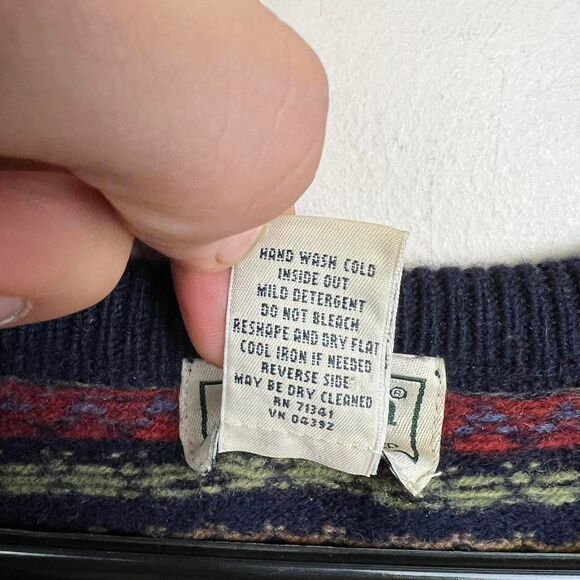 HAND WASH COLD
INSIDE OUT
MILD DETERGENT
DO NOT BLEACH
RESHAPE AND DRY FLAT
COOL IRON IF NEEDED
REVERSE SIDE
MAY BE DRY CLEANED
RN 71341
VN 04392
®